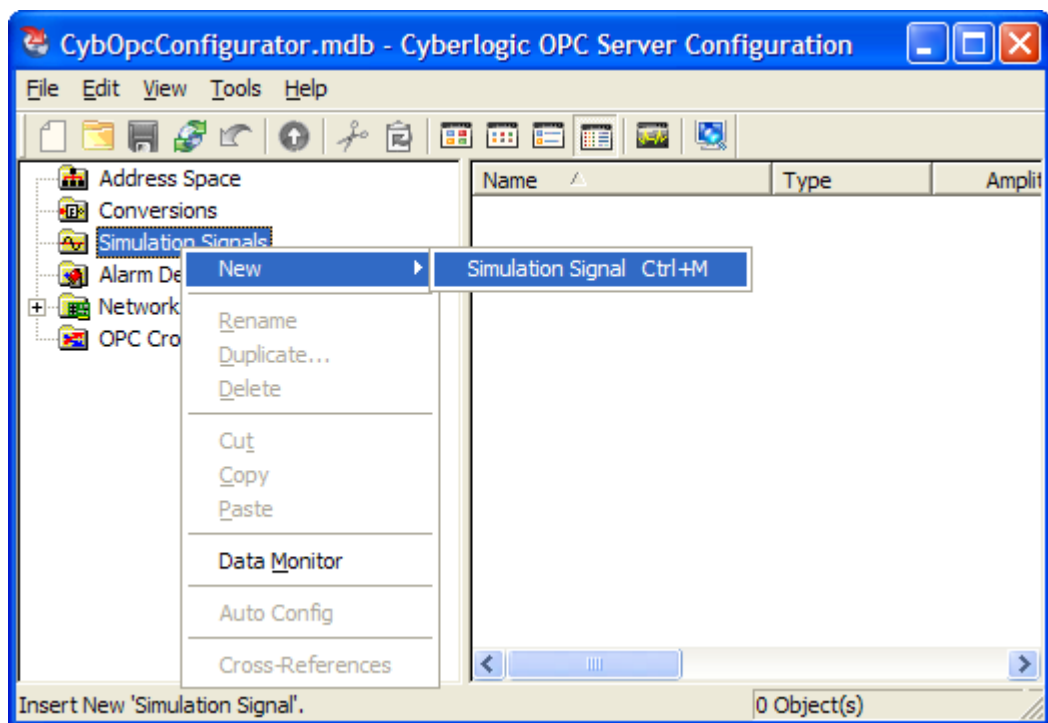 CybOpcConfigurator.mdb - Cyberlogic OPC Server Configuration
File Edit View Tools Help
Address Space
Conversions
Simulation Signals
Alarm De
Network
OPC Cro
Name Type Amplit
New
Simulation Signal Ctrl+M
Rename
Duplicate...
Delete
Cut
Copy
Paste
Data Monitor
Auto Config
Cross-References
Insert New 'Simulation Signal'. 0 Object(s)